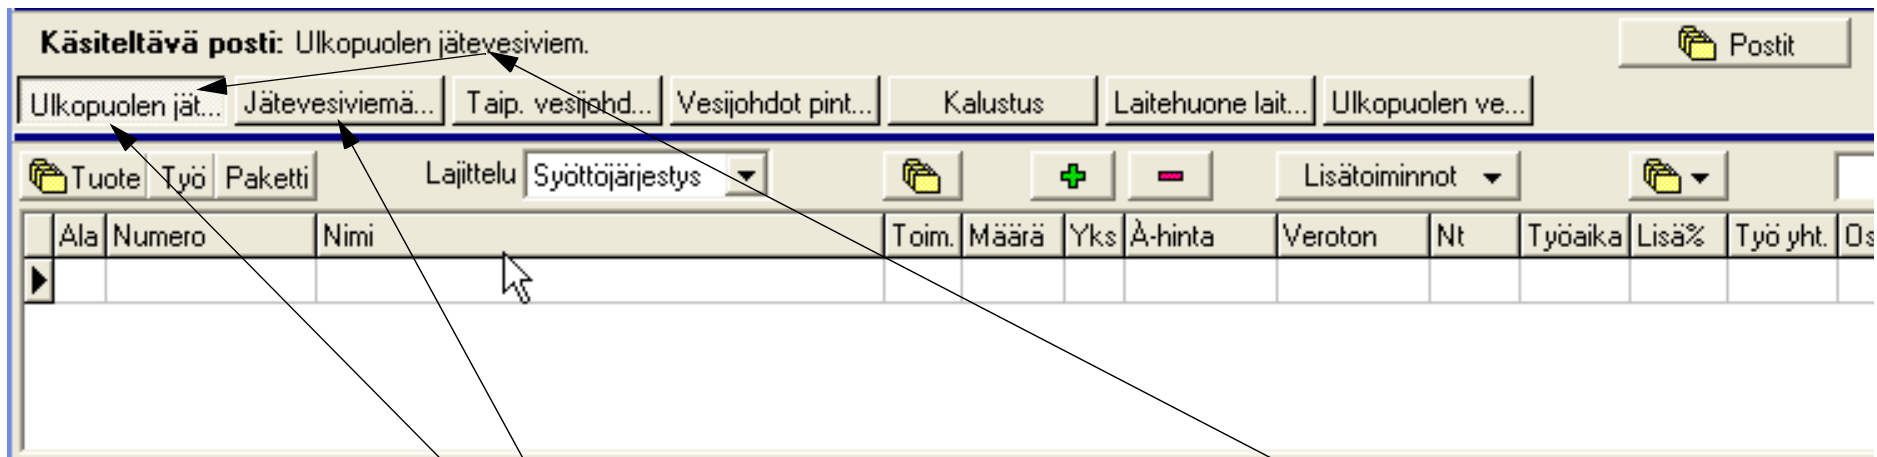 Käsiteltävä posti: Ulkopuolen jätevesiviem. Postit
Ulkopuolen jät... Jätevesiviemä... Taip. vesijohd... Vesijohdot pint... Kalustus Laitehuone lait... Ulkopuolen ve...
Tuote Työ Paketti Lajittelu Syöttöjärjestys Lisätoiminnot
Ala Numero Nimi Toim. Määrä Yks À-hinta Veroton Nt Työaika Lisä% Työ yht. Os